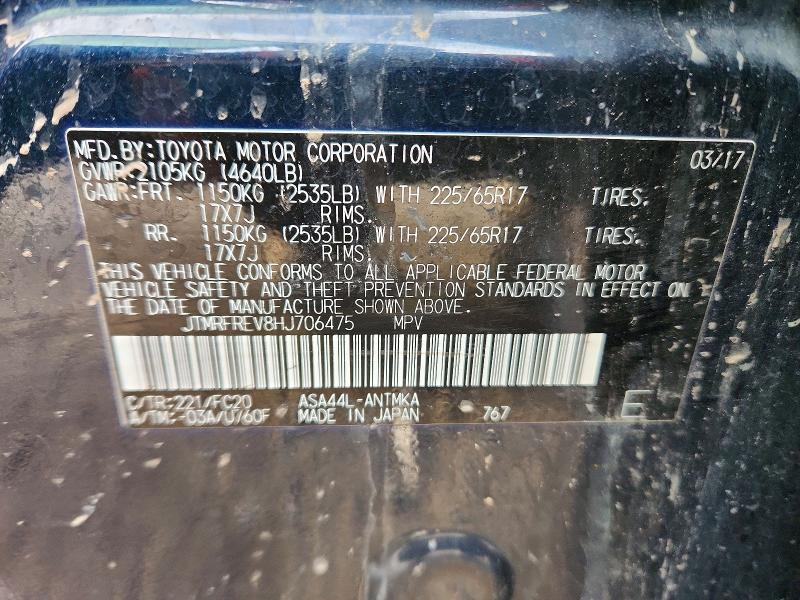 MFD.BY:TOYOTA MOTOR CORPORATION 03/17
GVWR 2105KG (4640LB)
GAWR:FRT. 1150KG (2535LB) WITH 225/65R17 TIRES.
17X7J RIMS.
RR. 1150KG (2535LB) WITH 225/65R17 TIRES.
17X7J RIMS.
THIS VEHICLE CONFORMS TO ALL APPLICABLE FEDERAL MOTOR
VEHICLE SAFETY AND THEFT PREVENTION STANDARDS IN EFFECT ON
THE DATE OF MANUFACTURE SHOWN ABOVE.
JTMRFREV8HJ706475 MPV
C/TR:221/FC20 ASA44L-ANTMKA
A/TM:-03A/U760F MADE IN JAPAN 767 E